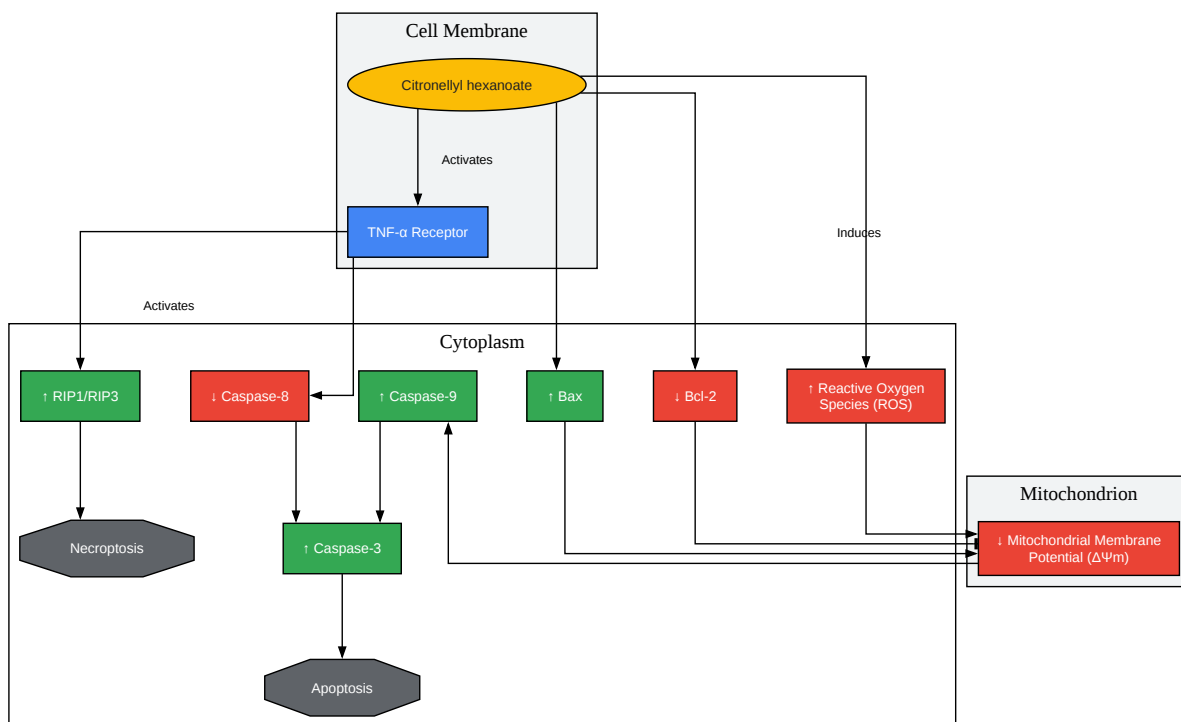 Cell Membrane
Citronellyl hexanoate
Activates
TNF-α Receptor
Induces
Activates
Cytoplasm
↑ RIP1/RIP3
↓ Caspase-8
↑ Caspase-9
↑ Bax
↓ Bcl-2
↑ Reactive Oxygen
Species (ROS)
Mitochondrion
Necroptosis
↑ Caspase-3
↓ Mitochondrial Membrane
Potential (ΔΨm)
Apoptosis